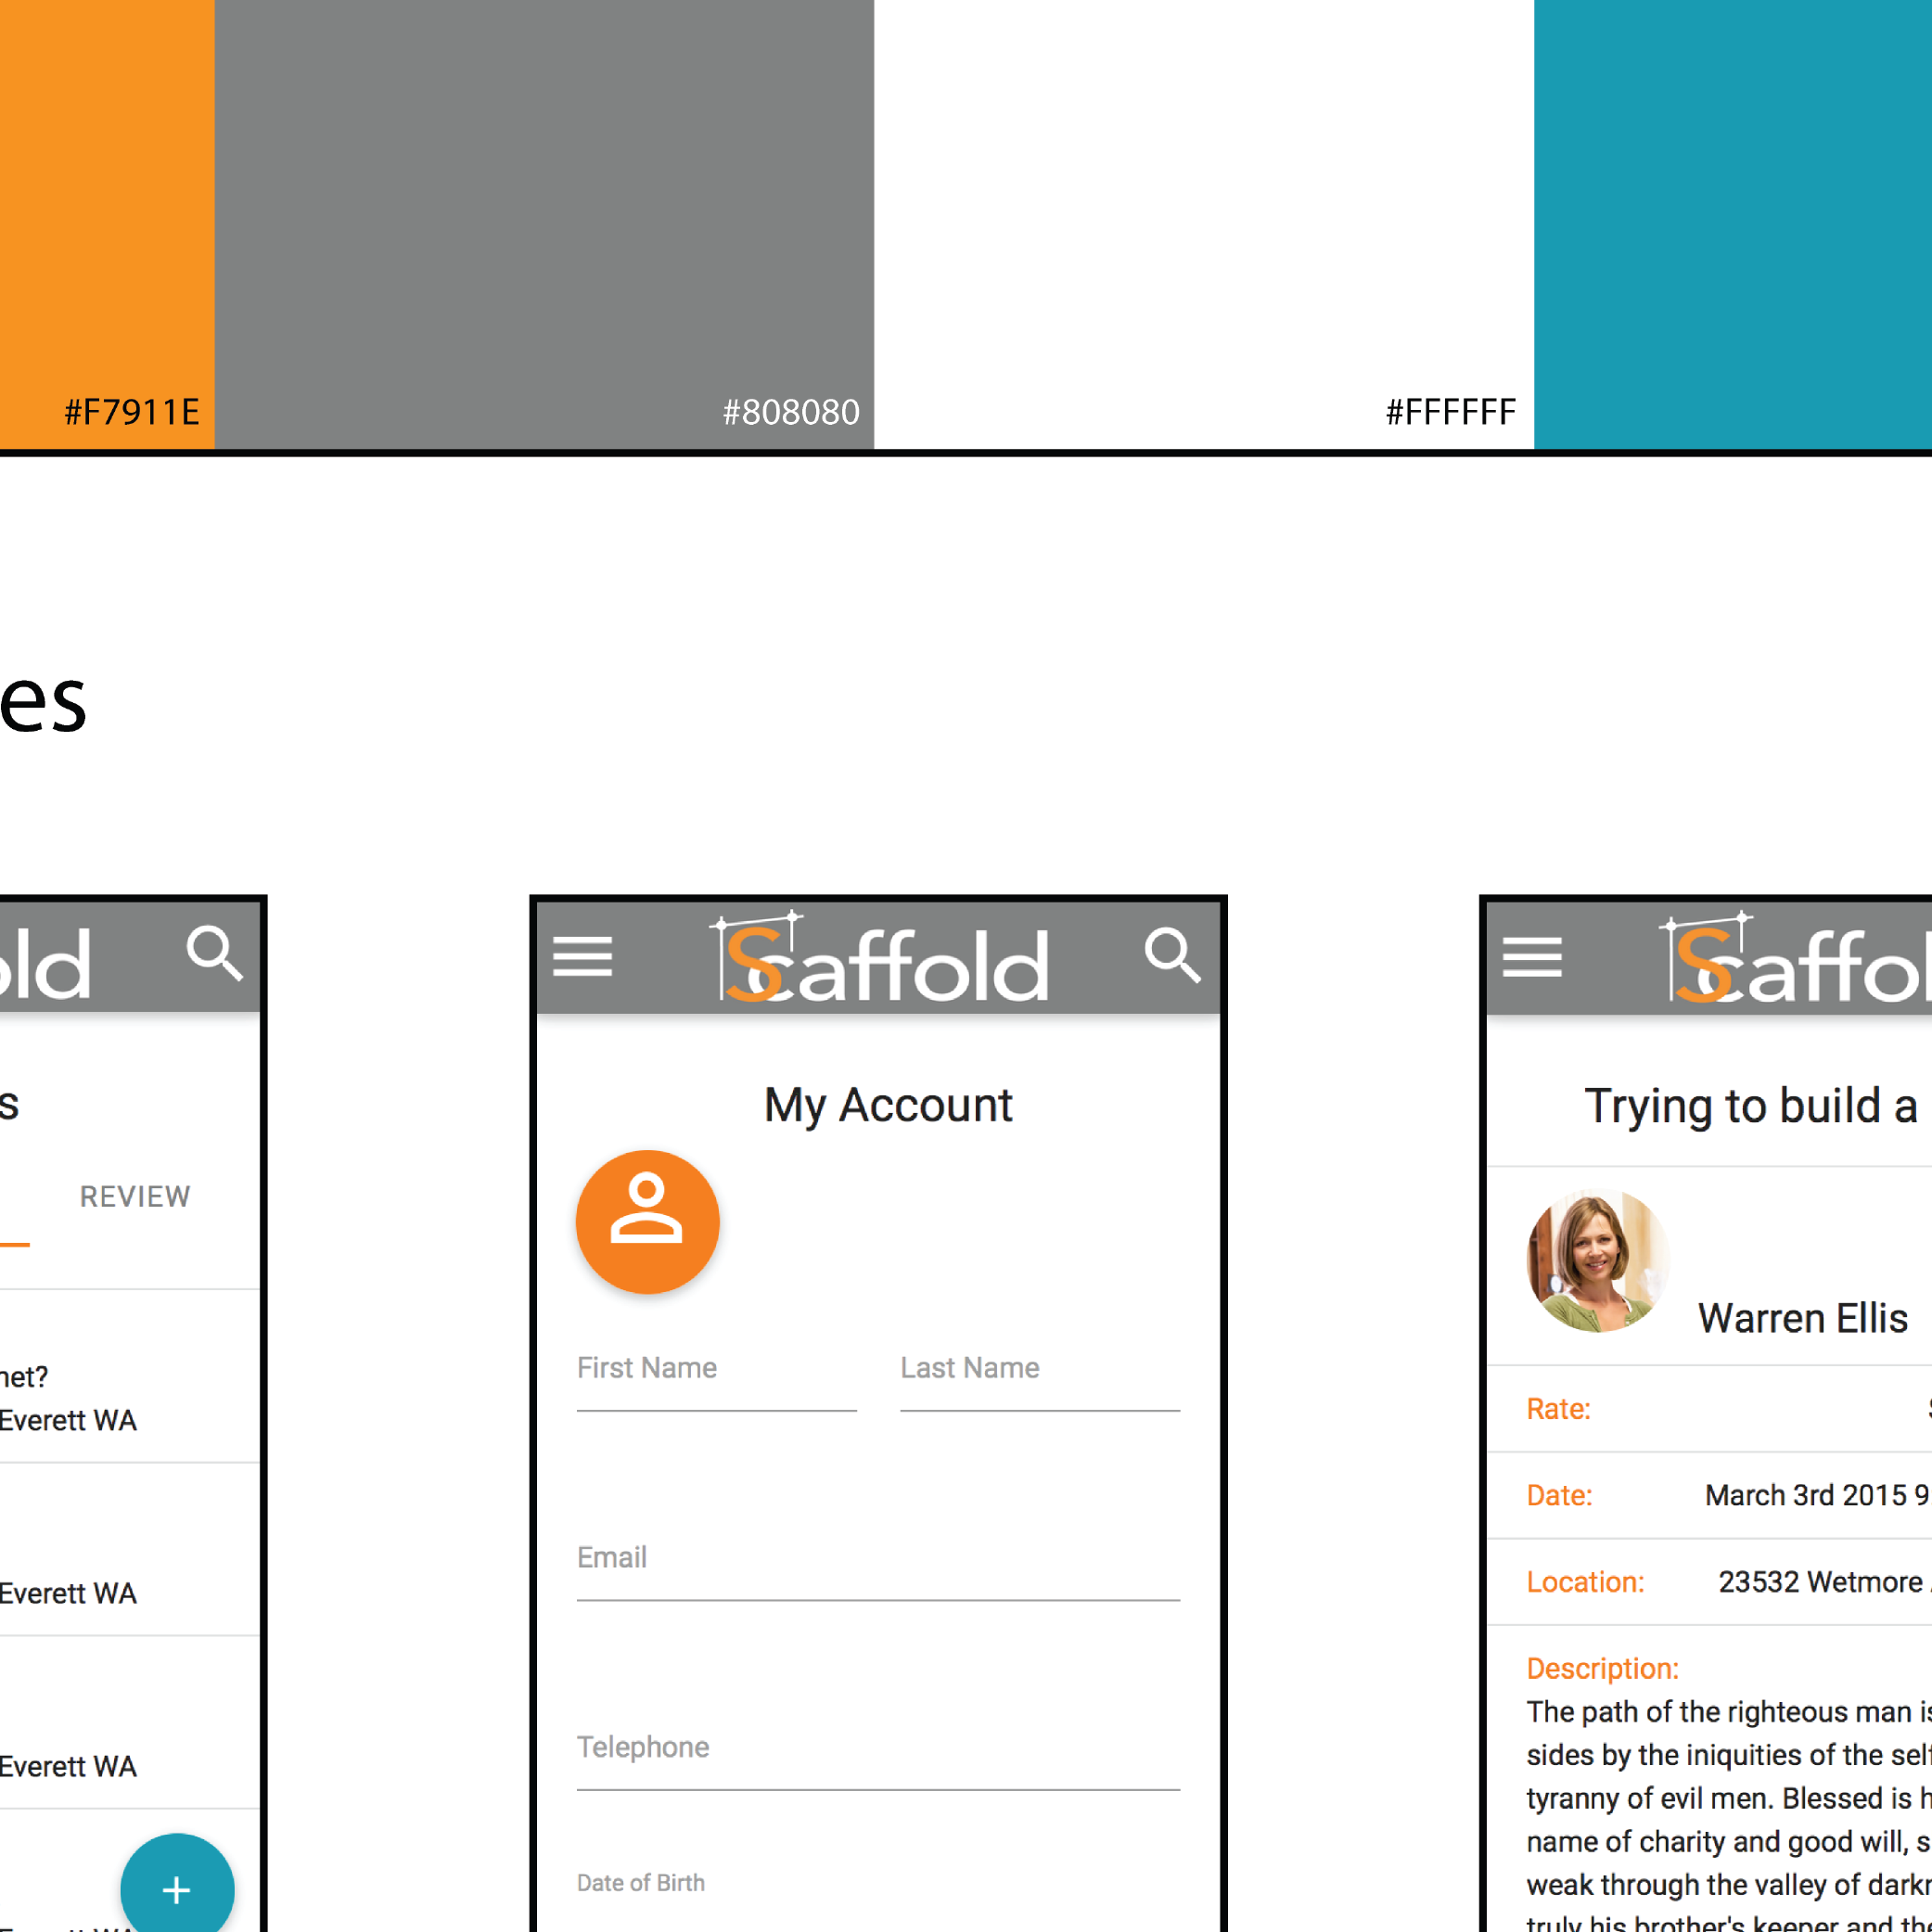 #F7911E
#808080
#FFFFFF
es
old
s
REVIEW
net?
Everett WA
Everett WA
Everett WA
+
Scaffold
My Account
First Name
Last Name
Email
Telephone
Date of Birth
Scaffol
Trying to build a
Warren Ellis
Rate:
Date:
March 3rd 2015 9
Location:
23532 Wetmore
Description:
The path of the righteous man is
sides by the iniquities of the self
tyranny of evil men. Blessed is h
name of charity and good will, s
weak through the valley of darkn
truly his brother's keeper and the